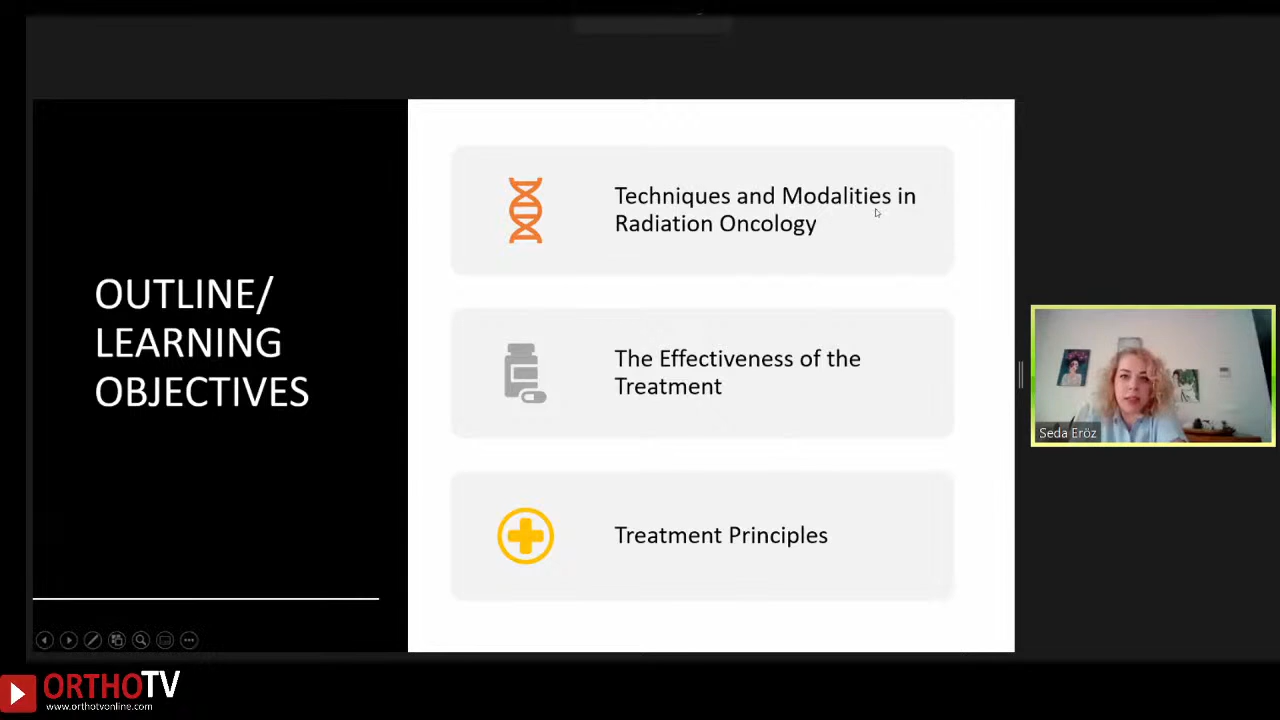 OUTLINE/
LEARNING
OBJECTIVES
Techniques and Modalities in
Radiation Oncology
The Effectiveness of the
Treatment
Treatment Principles
Seda Eröz
ORTHOTV
www.orthotvonline.com